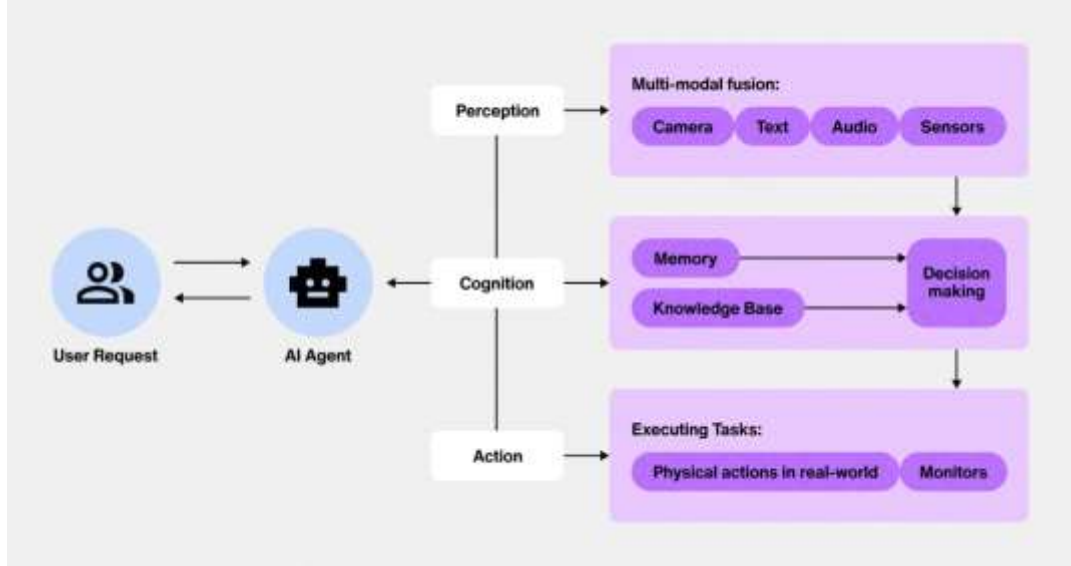 Multi-modal fusion:
Perception
Camera
Text
Audio
Sensors
Memory
Decision
making
Cognition
Knowledge Base
User Request
AI Agent
Executing Tasks:
Action
Physical actions in real-world
Monitors